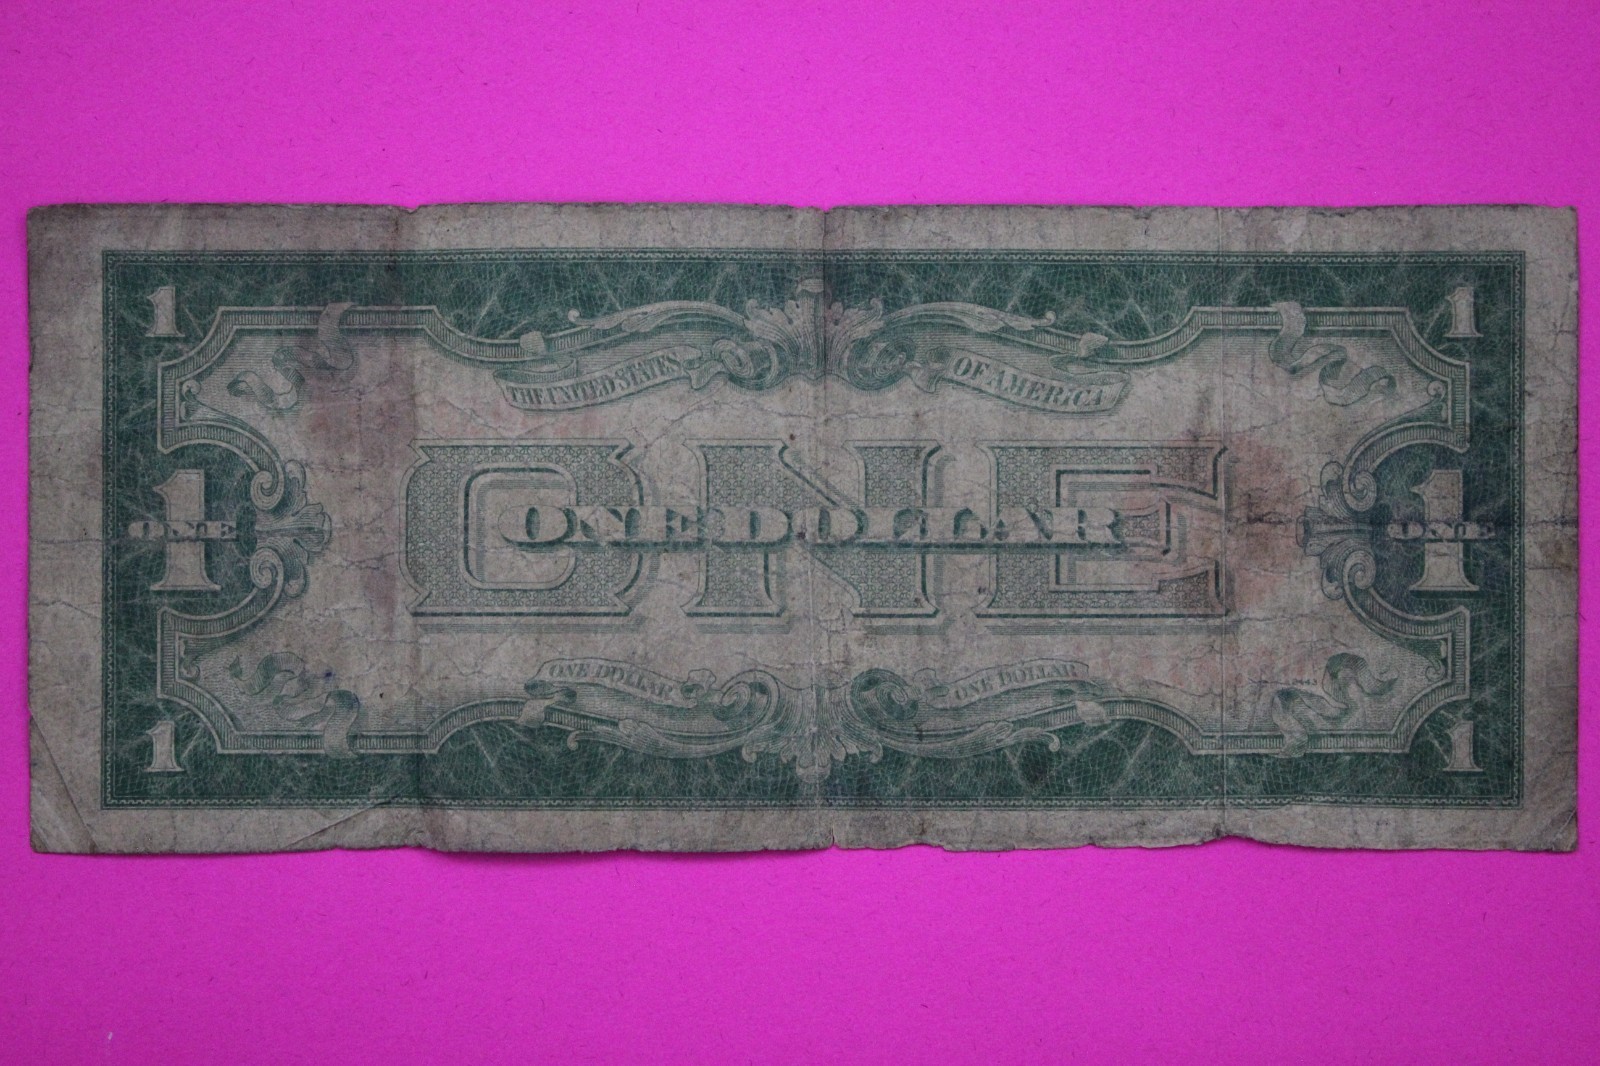 1 1
THE UNITED STATES OF AMERICA
ONE
1 ONE ONE DOLLAR 1 ONE
ONE DOLLAR ONE DOLLAR
1 1